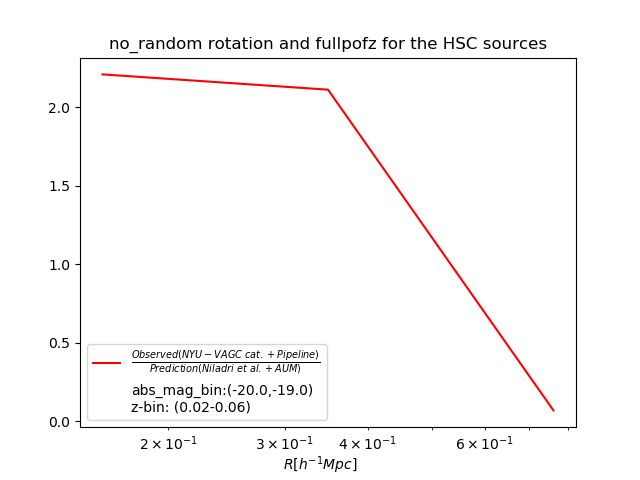 no_random rotation and fullpofz for the HSC sources
2.0
1.5
1.0
0.5
0.0
Observed(NYU − VAGC cat. + Pipeline)
Prediction(Niladri et al. + AUM)
abs_mag_bin:(-20.0,-19.0)
z-bin: (0.02-0.06)
2 × 10⁻¹ 3 × 10⁻¹ 4 × 10⁻¹ 6 × 10⁻¹
R[h⁻¹Mpc]